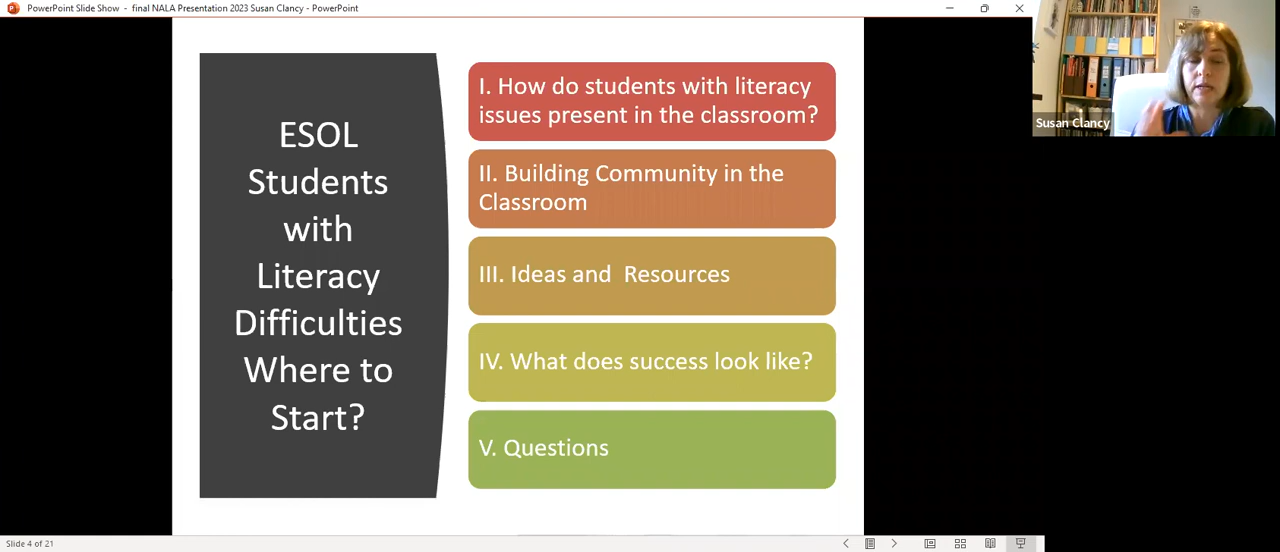 PowerPoint Slide Show - final NALA Presentation 2023 Susan Clancy - PowerPoint
ESOL
Students
with
Literacy
Difficulties
Where to
Start?
I. How do students with literacy
issues present in the classroom?
II. Building Community in the
Classroom
III. Ideas and  Resources
IV. What does success look like?
V. Questions
Susan Clancy
Slide 4 of 21